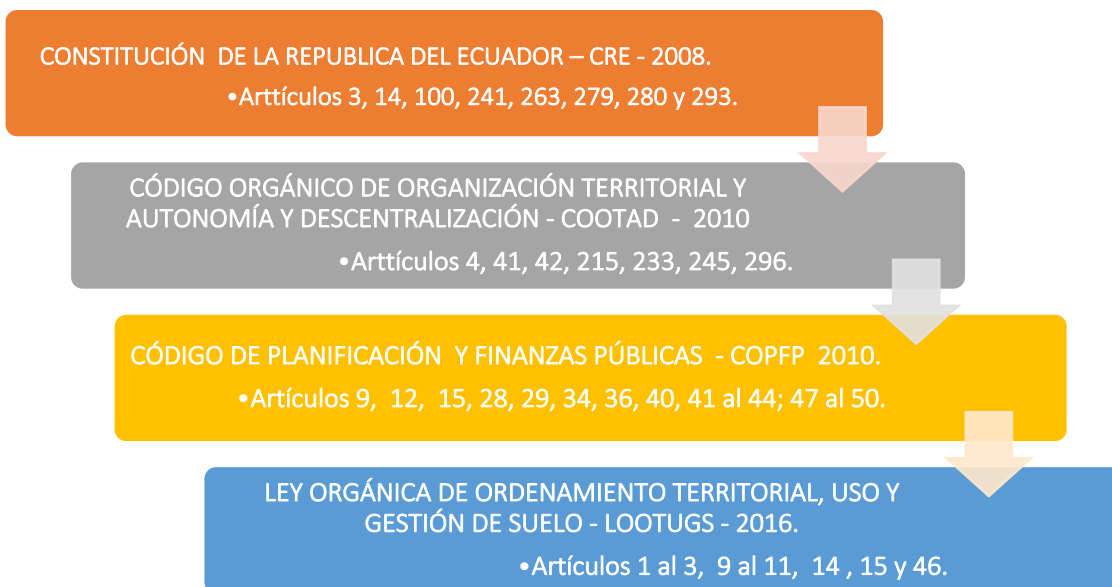 CONSTITUCIÓN DE LA REPUBLICA DEL ECUADOR – CRE - 2008.
•Arttículos 3, 14, 100, 241, 263, 279, 280 y 293.
CÓDIGO ORGÁNICO DE ORGANIZACIÓN TERRITORIAL Y
AUTONOMÍA Y DESCENTRALIZACIÓN - COOTAD - 2010
•Arttículos 4, 41, 42, 215, 233, 245, 296.
CÓDIGO DE PLANIFICACIÓN Y FINANZAS PÚBLICAS - COPFP 2010.
•Artículos 9, 12, 15, 28, 29, 34, 36, 40, 41 al 44; 47 al 50.
LEY ORGÁNICA DE ORDENAMIENTO TERRITORIAL, USO Y
GESTIÓN DE SUELO - LOOTUGS - 2016.
•Artículos 1 al 3, 9 al 11, 14 , 15 y 46.